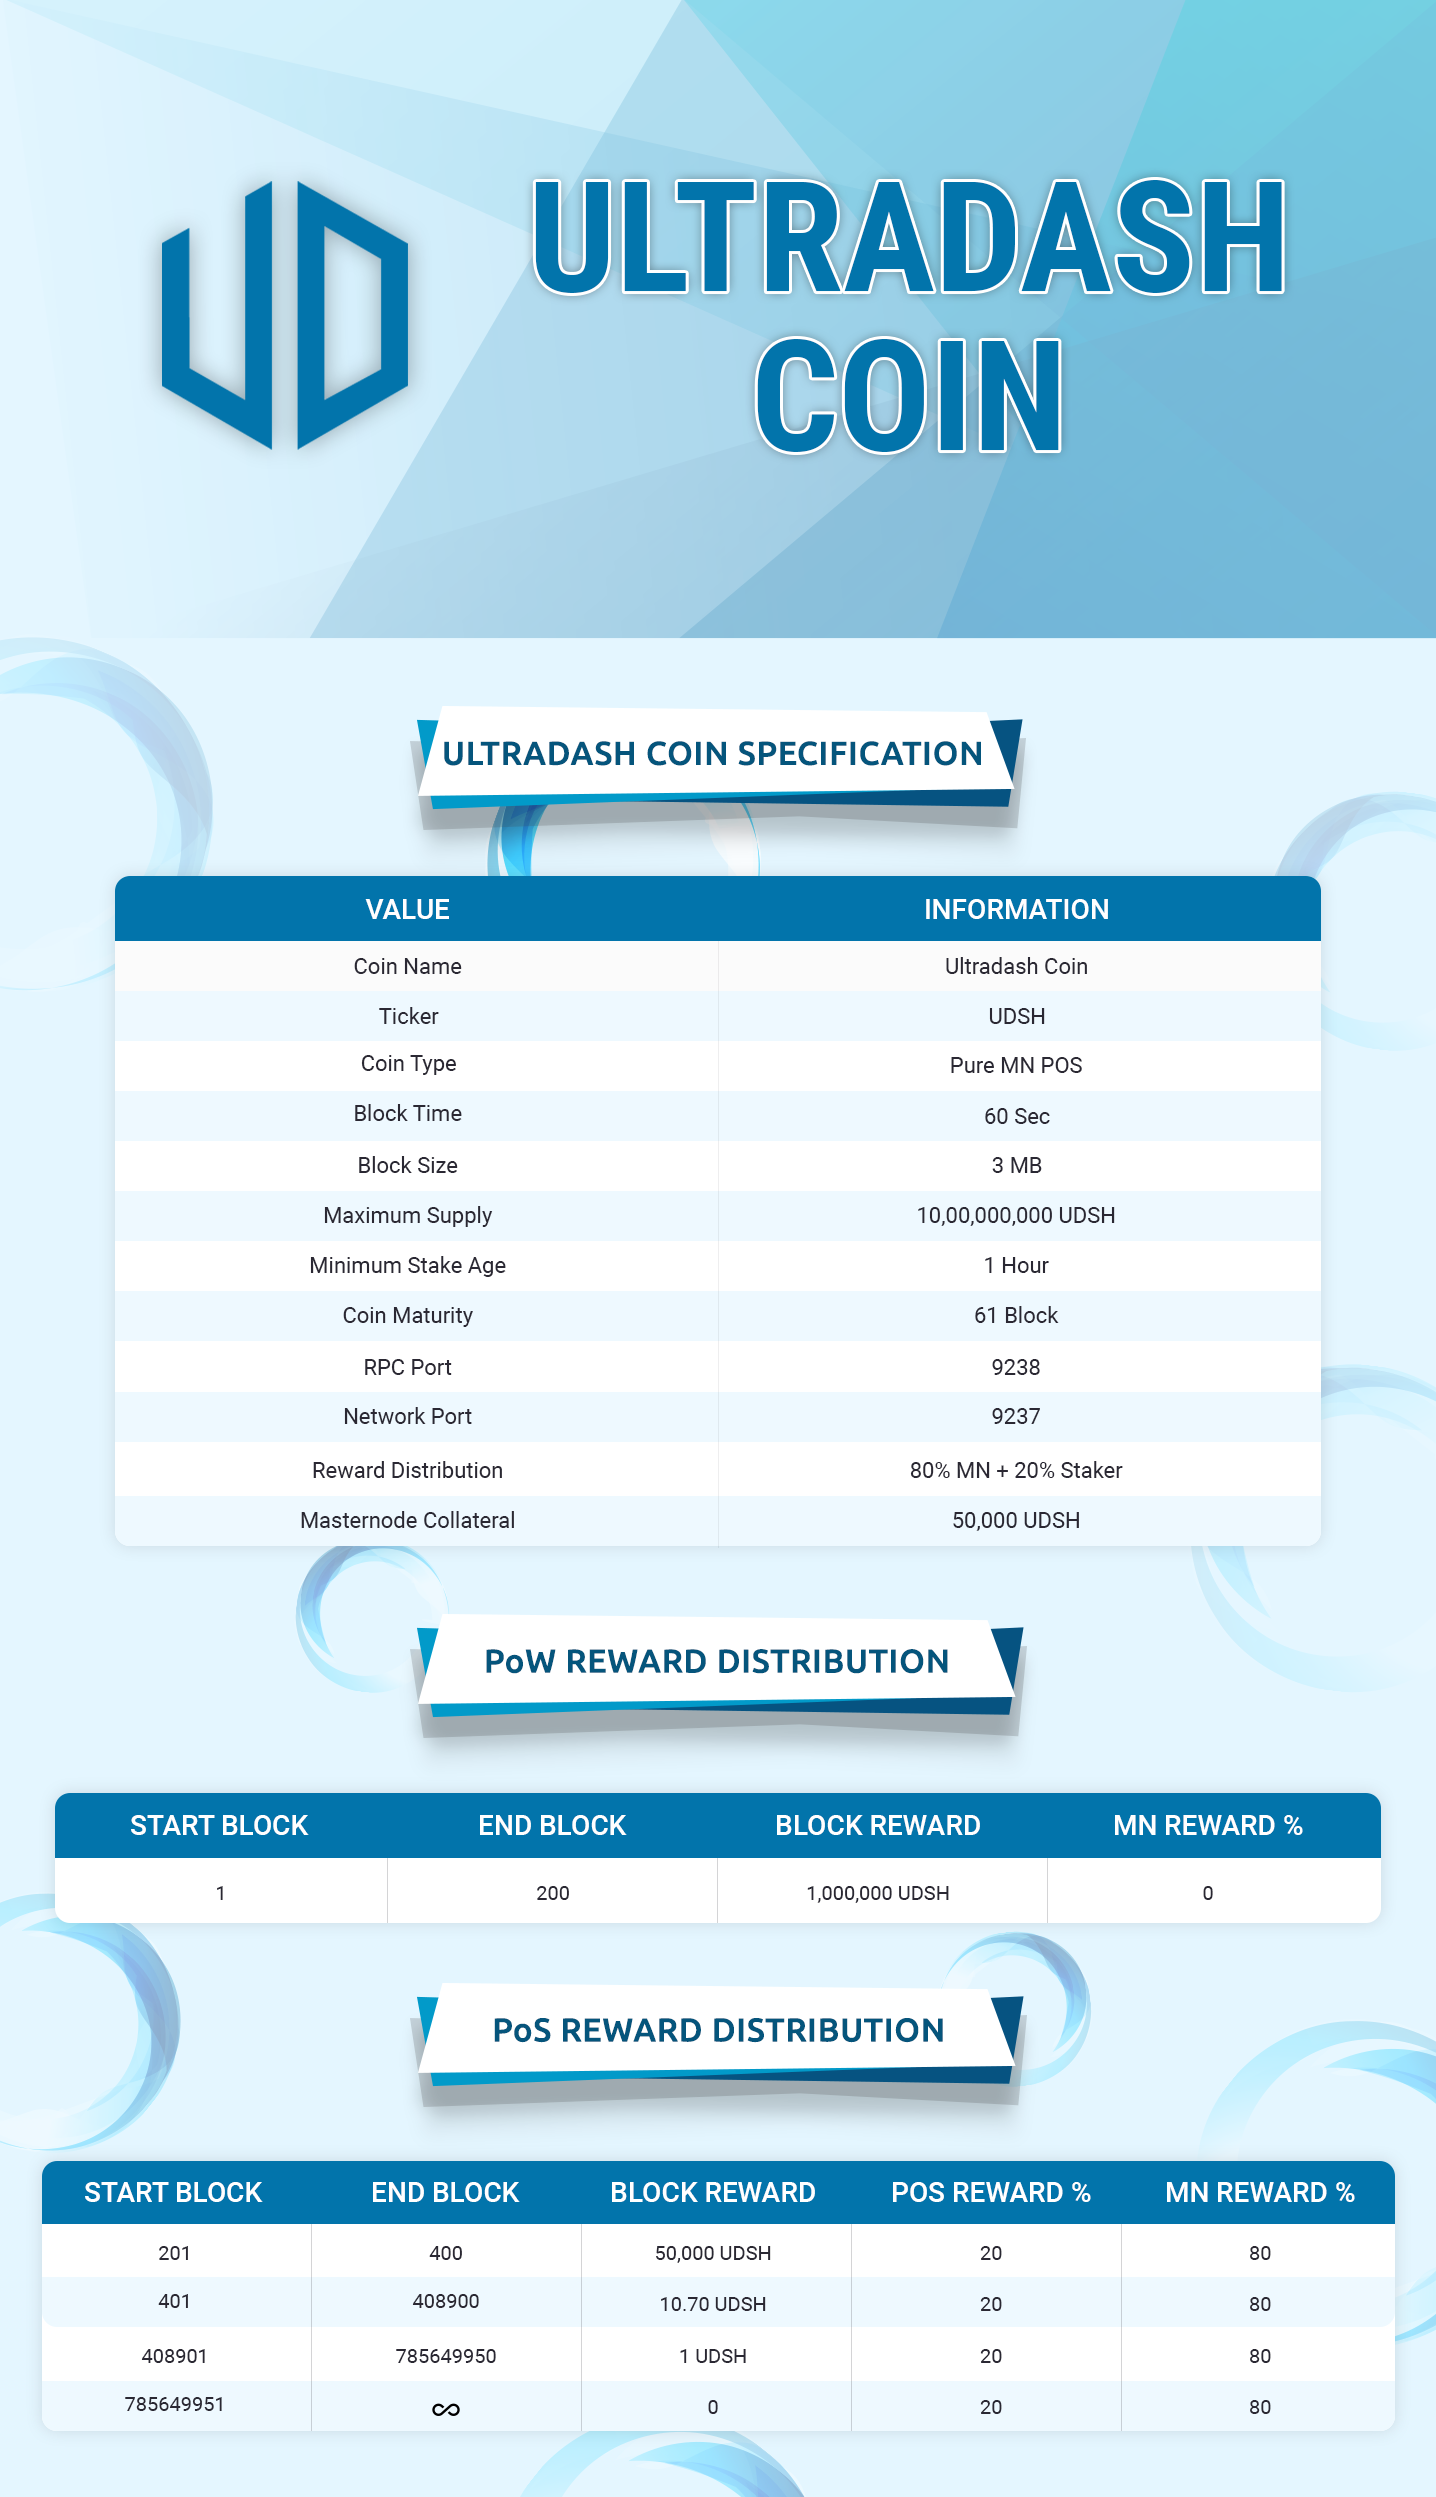 UD
ULTRADASH
COIN
ULTRADASH COIN SPECIFICATION
VALUE INFORMATION
Coin Name Ultradash Coin
Ticker UDSH
Coin Type Pure MN POS
Block Time 60 Sec
Block Size 3 MB
Maximum Supply 10,00,000,000 UDSH
Minimum Stake Age 1 Hour
Coin Maturity 61 Block
RPC Port 9238
Network Port 9237
Reward Distribution 80% MN + 20% Staker
Masternode Collateral 50,000 UDSH
PoW REWARD DISTRIBUTION
START BLOCK END BLOCK BLOCK REWARD MN REWARD %
1 200 1,000,000 UDSH 0
PoS REWARD DISTRIBUTION
START BLOCK END BLOCK BLOCK REWARD POS REWARD % MN REWARD %
201 400 50,000 UDSH 20 80
401 408900 10.70 UDSH 20 80
408901 785649950 1 UDSH 20 80
785649951 ∞ 0 20 80